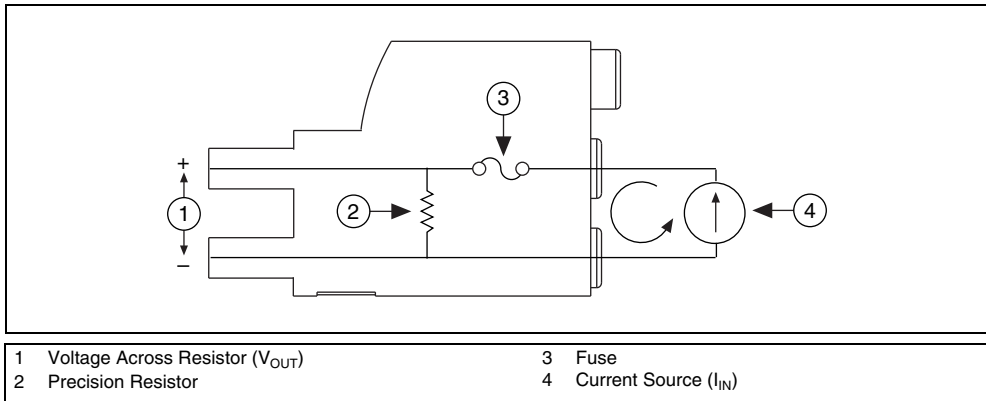 3
+
1
2
4
–
1 Voltage Across Resistor (VOUT)
2 Precision Resistor
3 Fuse
4 Current Source (IIN)